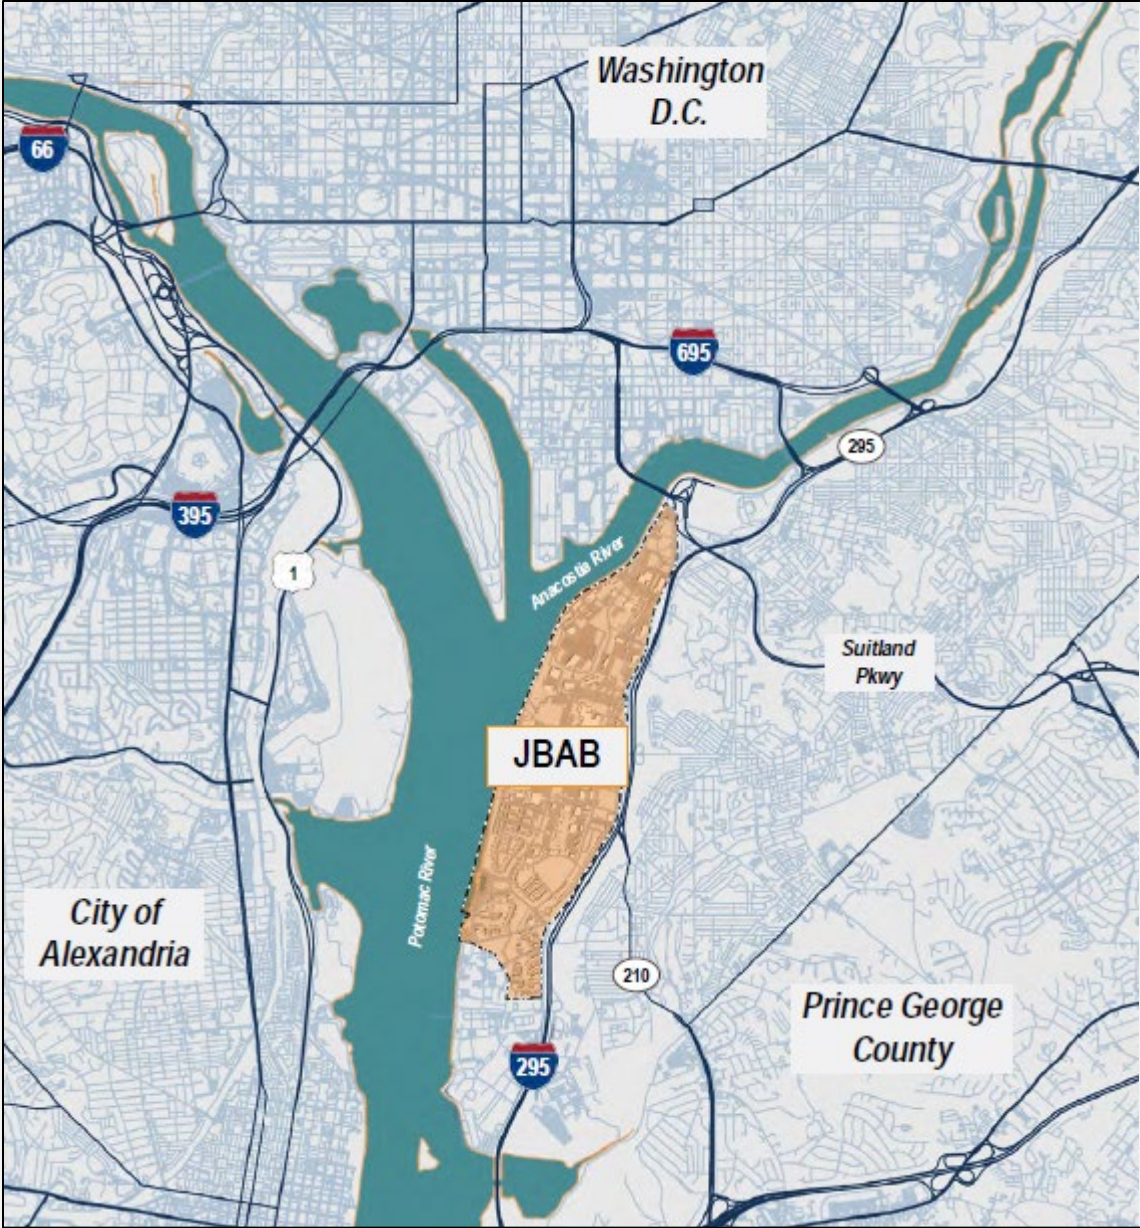 Washington
D.C.
66
695
295
395
1
Anacostia River
Suitland
Pkwy
JBAB
Potomac River
City of
Alexandria
210
Prince George
County
295